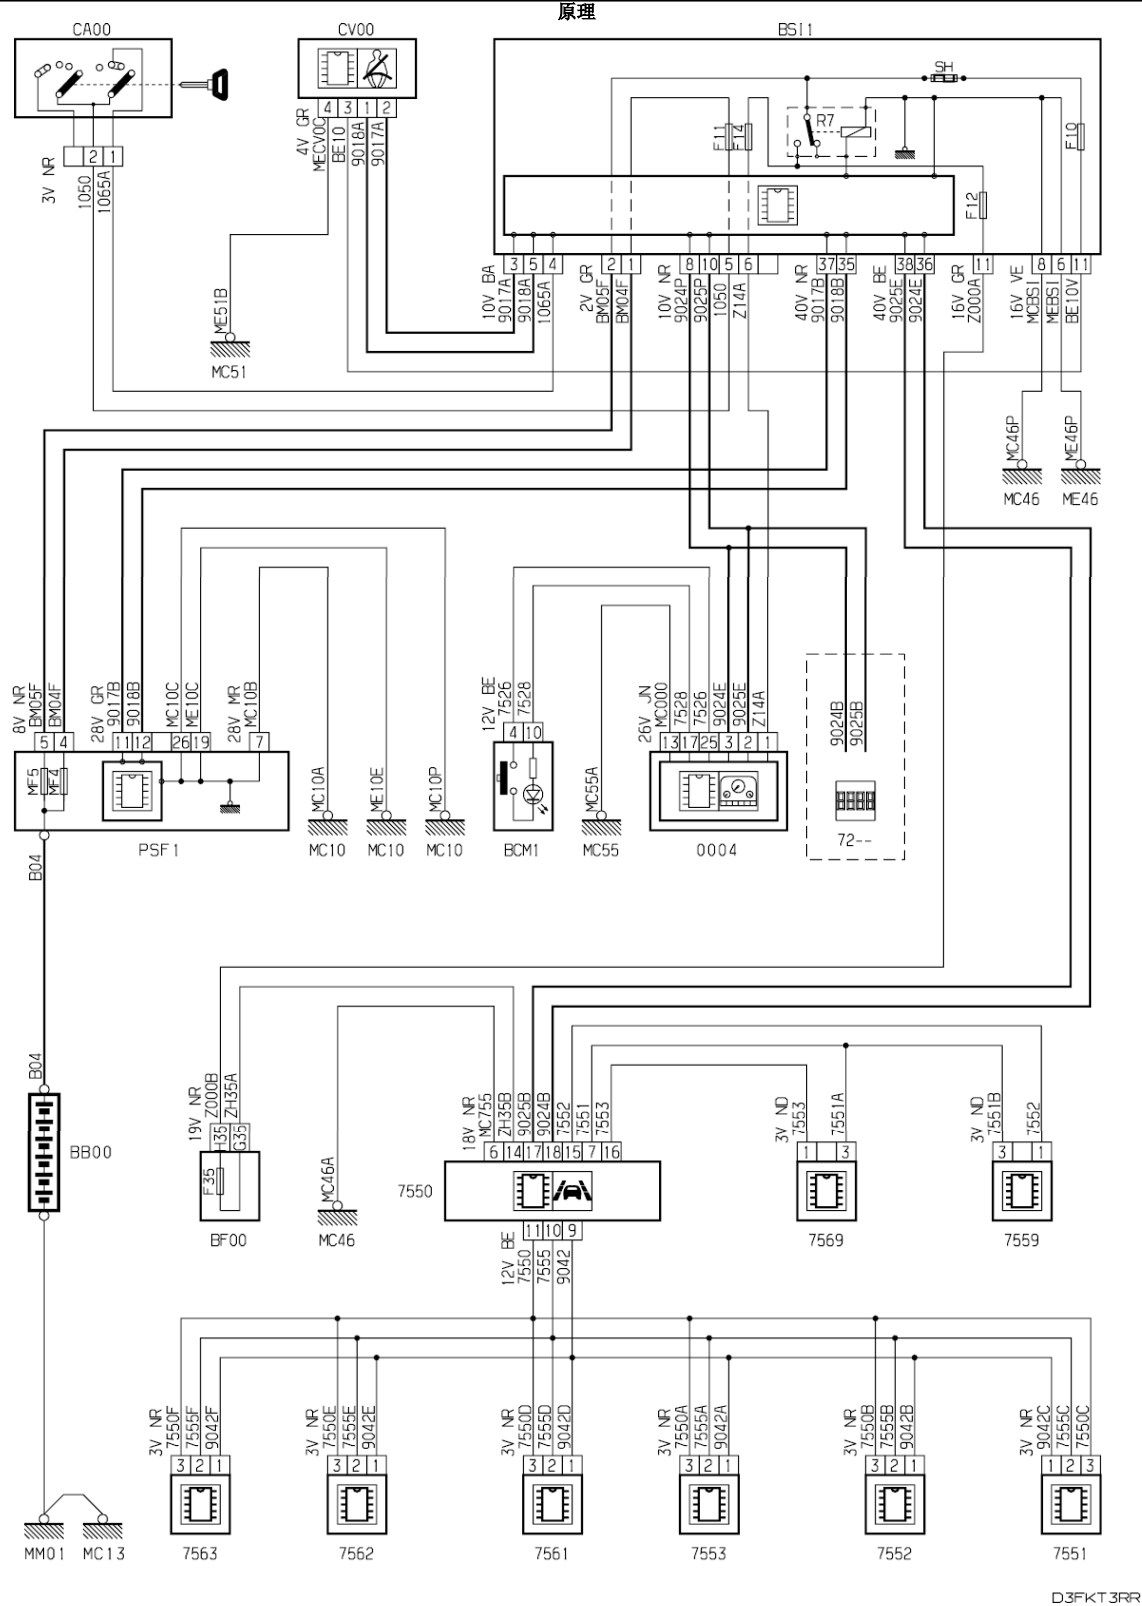 原理
CA00
CV00
BSI1
SH
R7
F11
F14
F10
F12
4 3 1 2
4V GR
MECV0C
BE10
9018A
9017A
2 1
3V NR
1050
1065A
3 5 4
10V BA
9017A
9018A
1065A
2 1
2V GR
BM05F
BM04F
8 10 5 6
10V NR
9024P
9025P
1050
Z14A
37 35
40V NR
9017B
9018B
38 36
40V BE
9025E
9024E
11
16V GR
Z000A
8 6 11
16V VE
MCBSI
MEBSI
BE10V
ME51B
MC51
MC46P
MC46
ME46P
ME46
8V NR
BM05F
BM04F
5 4
28V GR
9017B
9018B
MC10C
ME10C
11 12 26 19
28V MR
MC10B
7
MF5
MF4
PSF1
MC10A
MC10
ME10E
MC10
MC10P
MC10
12V BE
7526
7528
4 10
BCM1
MC55A
MC55
26V JN
MC000
7528
7526
9024E
9025E
Z14A
13 17 25 3 2 1
0004
9024B
9025B
72--
B04
B04
BB00
19V NR
Z000B
ZH35A
H35
G35
F35
BF00
MC46A
MC46
18V NR
MC755
ZH35B
9025B
9024B
7552
7551
7553
6 14 17 18 15 7 16
7550
11 10 9
12V BE
7550
7555
9042
3V ND
7553
7551A
1 3
7569
3V ND
7551B
7552
3 1
7559
3V NR
7550F
7555F
9042F
3 2 1
7563
3V NR
7550E
7555E
9042E
3 2 1
7562
3V NR
7550D
7555D
9042D
3 2 1
7561
3V NR
7550A
7555A
9042A
3 2 1
7553
3V NR
7550B
7555B
9042B
3 2 1
7552
3V NR
9042C
7555C
7550C
1 2 3
7551
MM01
MC13
D3FKT3RR